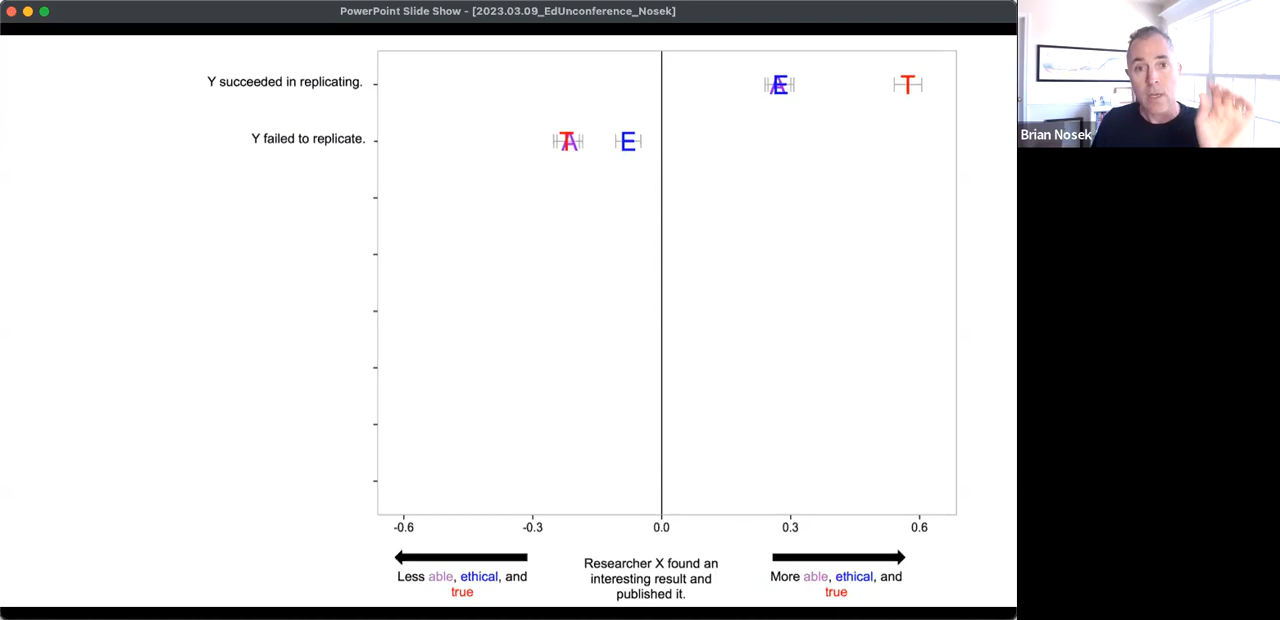 PowerPoint Slide Show - [2023.03.09_EdUnconference_Nosek]
Y succeeded in replicating.
A E T
Y failed to replicate.
T A E
-0.6 -0.3 0.0 0.3 0.6
Less able, ethical, and
true
Researcher X found an
interesting result and
published it.
More able, ethical, and
true
Brian Nosek